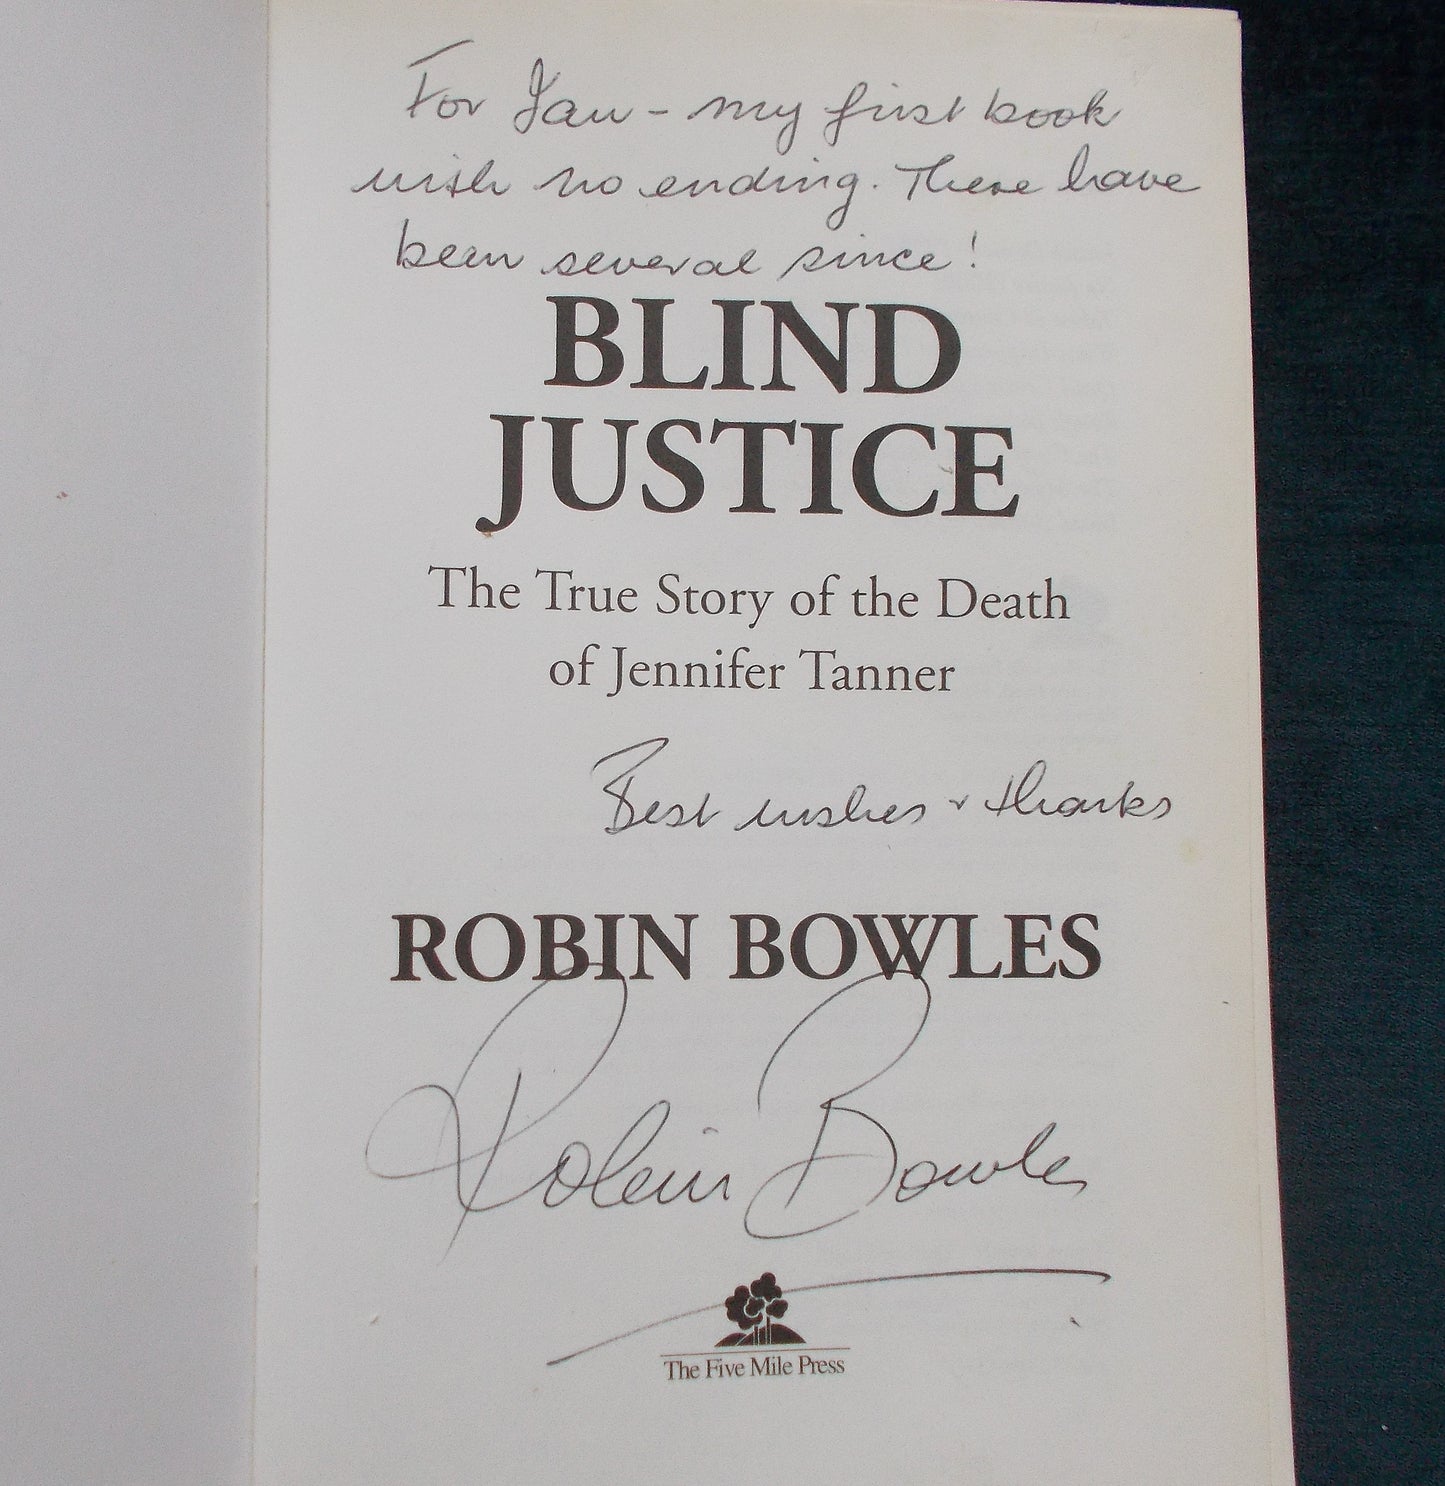 For Jan - my first book
with no ending. There have
been several since!
BLIND
JUSTICE
The True Story of the Death
of Jennifer Tanner
Best wishes + thanks
ROBIN BOWLES
Robin Bowles
The Five Mile Press